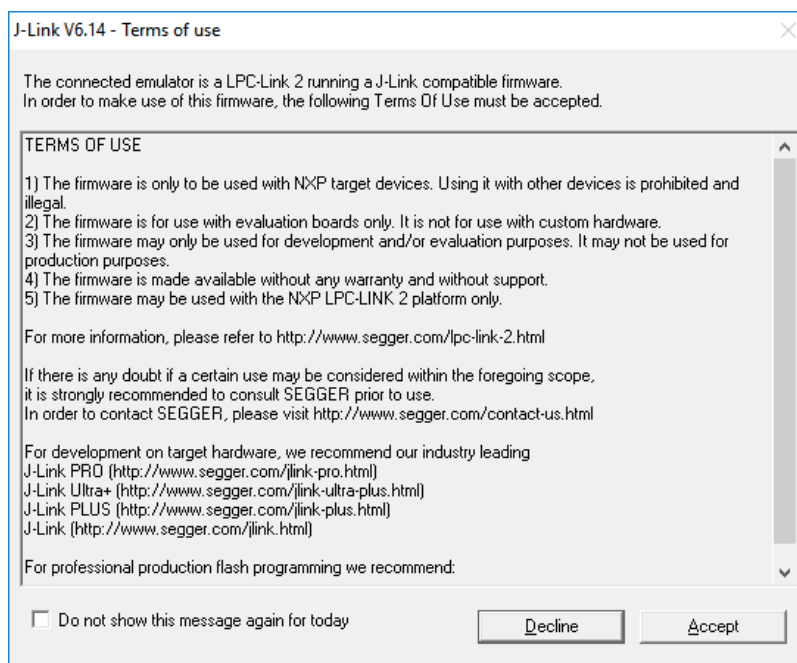 J-Link V6.14 - Terms of use
The connected emulator is a LPC-Link 2 running a J-Link compatible firmware.
In order to make use of this firmware, the following Terms Of Use must be accepted.
TERMS OF USE
1) The firmware is only to be used with NXP target devices. Using it with other devices is prohibited and
illegal.
2) The firmware is for use with evaluation boards only. It is not for use with custom hardware.
3) The firmware may only be used for development and/or evaluation purposes. It may not be used for
production purposes.
4) The firmware is made available without any warranty and without support.
5) The firmware may be used with the NXP LPC-LINK 2 platform only.
For more information, please refer to http://www.segger.com/lpc-link-2.html
If there is any doubt if a certain use may be considered within the foregoing scope,
it is strongly recommended to consult SEGGER prior to use.
In order to contact SEGGER, please visit http://www.segger.com/contact-us.html
For development on target hardware, we recommend our industry leading
J-Link PRO (http://www.segger.com/jlink-pro.html)
J-Link Ultra+ (http://www.segger.com/jlink-ultra-plus.html)
J-Link PLUS (http://www.segger.com/jlink-plus.html)
J-Link (http://www.segger.com/jlink.html)
For professional production flash programming we recommend:
Do not show this message again for today
Decline
Accept